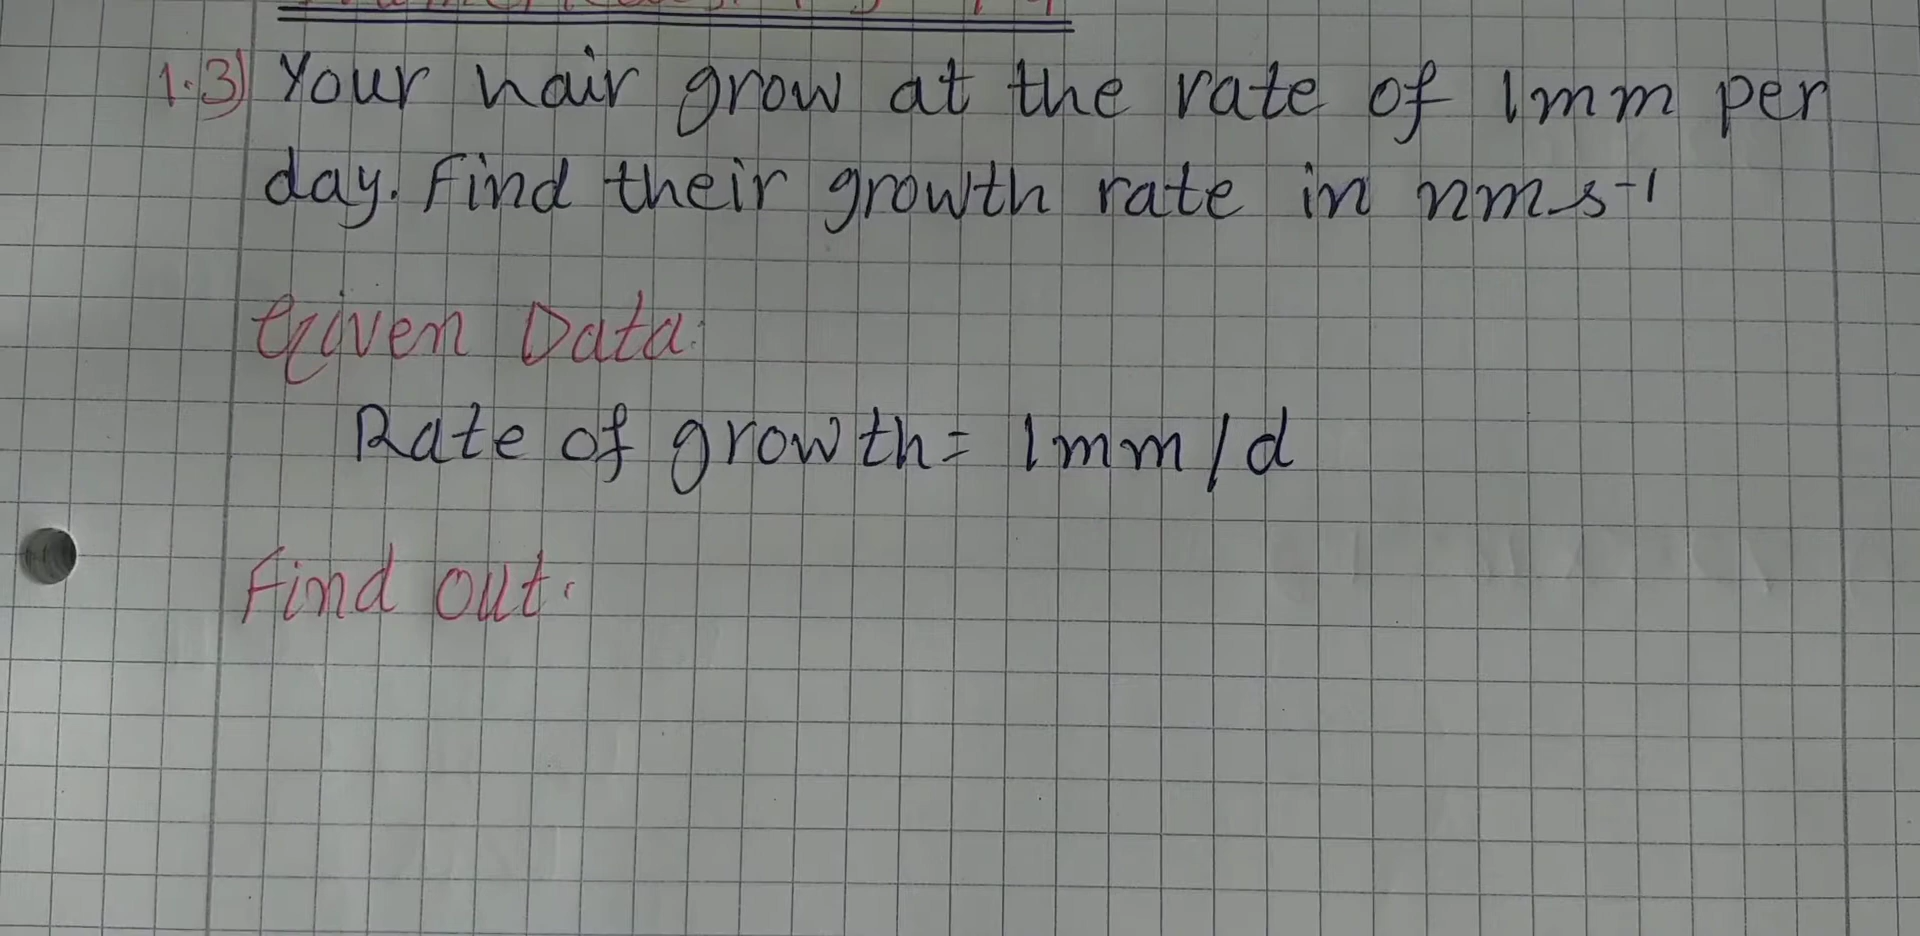 1.3) Your hair grow at the rate of 1mm per
day. Find their growth rate in nms⁻¹
Given Data:
Rate of growth = 1mm/d
Find out: